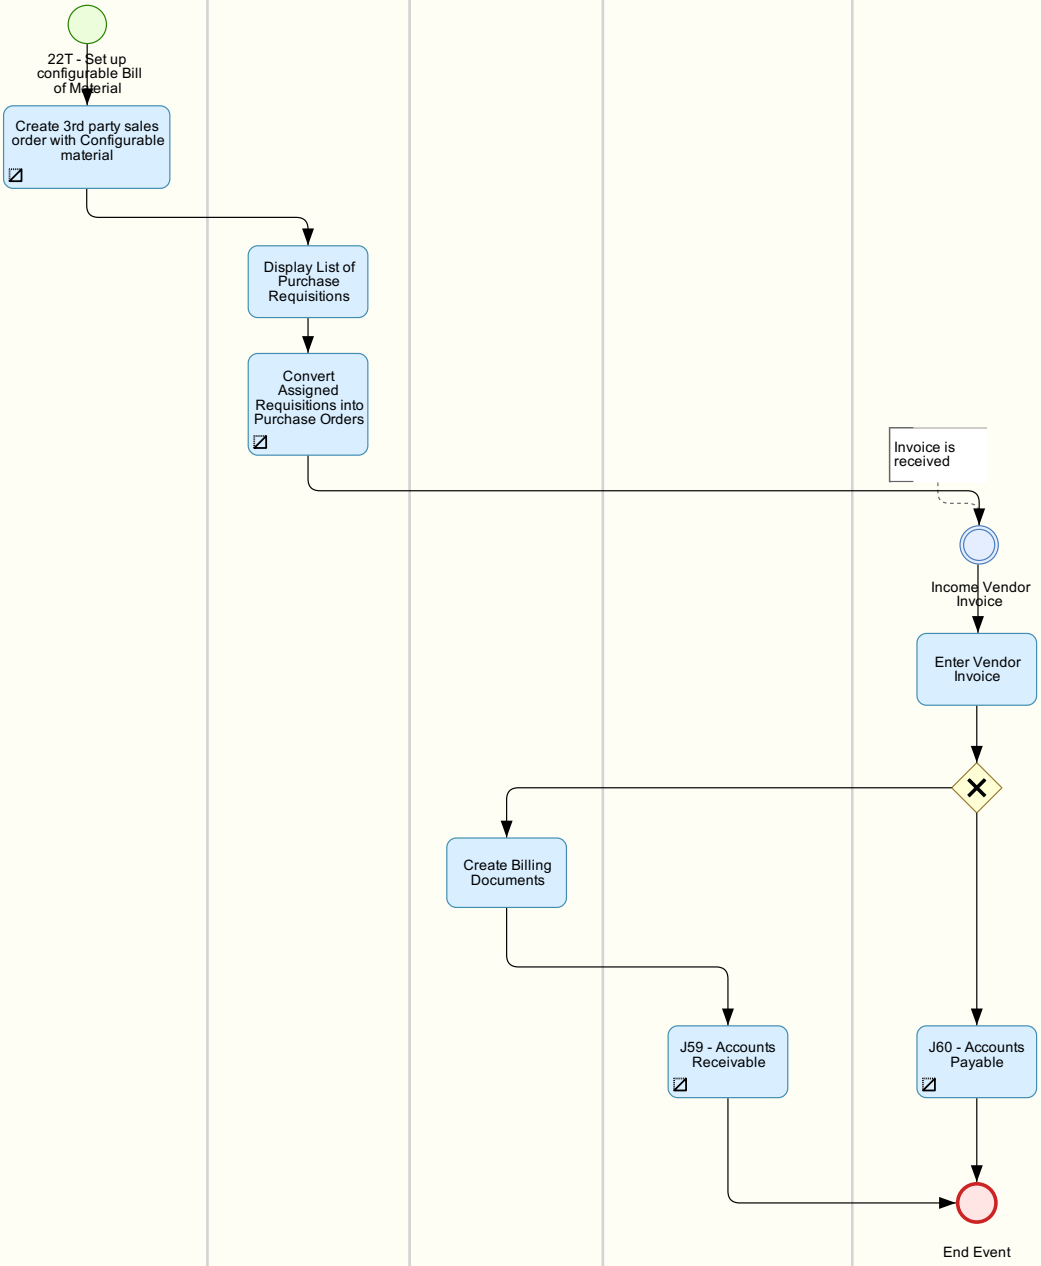 22T - Set up
configurable Bill
of Material
Create 3rd party sales
order with Configurable
material
Display List of
Purchase
Requisitions
Convert
Assigned
Requisitions into
Purchase Orders
Invoice is
received
Income Vendor
Invoice
Enter Vendor
Invoice
Create Billing
Documents
J59 - Accounts
Receivable
J60 - Accounts
Payable
End Event